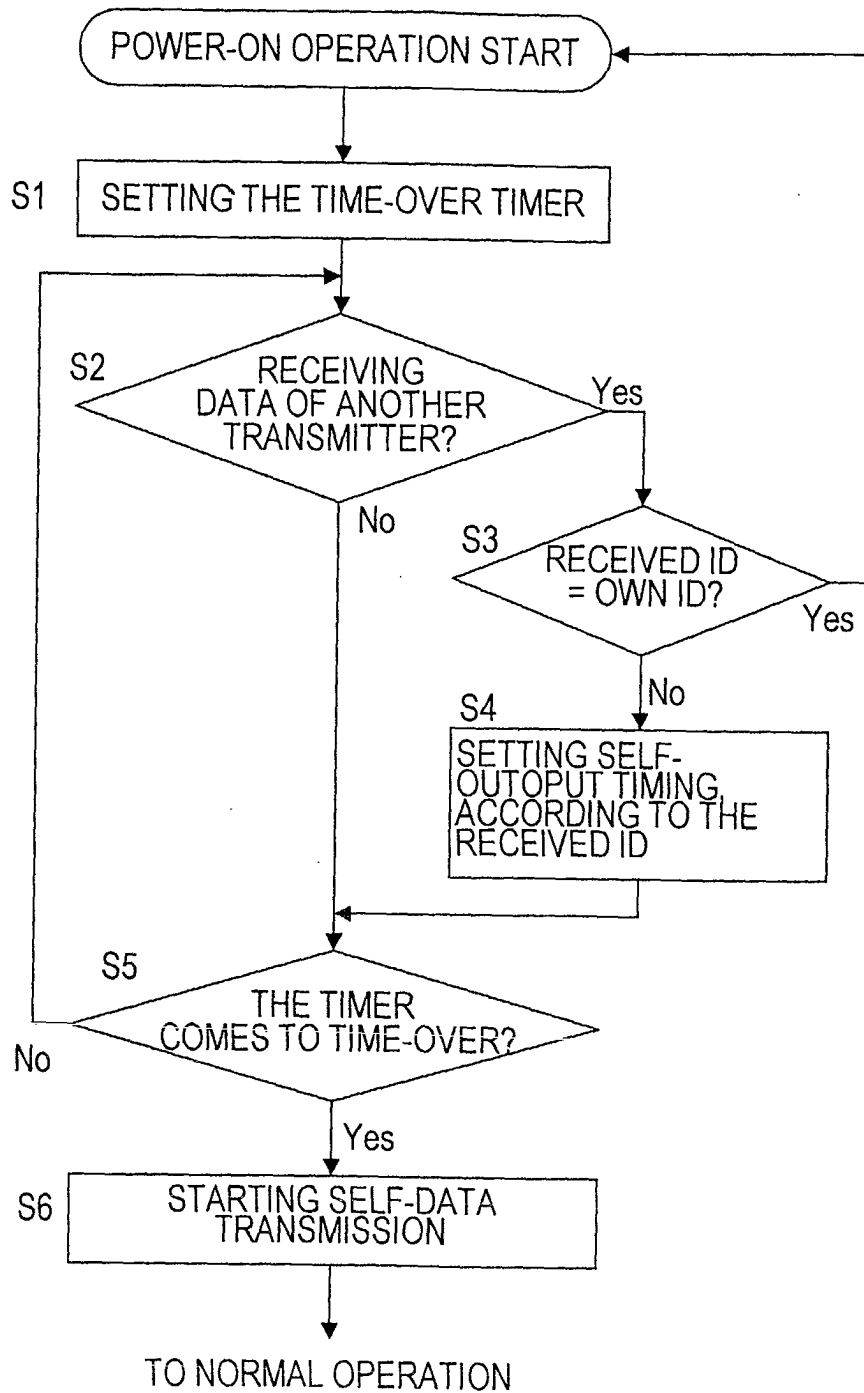 POWER-ON OPERATION START
S1
SETTING THE TIME-OVER TIMER
S2
RECEIVING
DATA OF ANOTHER
TRANSMITTER?
Yes
No
S3
RECEIVED ID
= OWN ID?
Yes
No
S4
SETTING SELF-
OUTOPUT TIMING,
ACCORDING TO THE
RECEIVED ID
S5
THE TIMER
COMES TO TIME-OVER?
No
Yes
S6
STARTING SELF-DATA
TRANSMISSION
TO NORMAL OPERATION